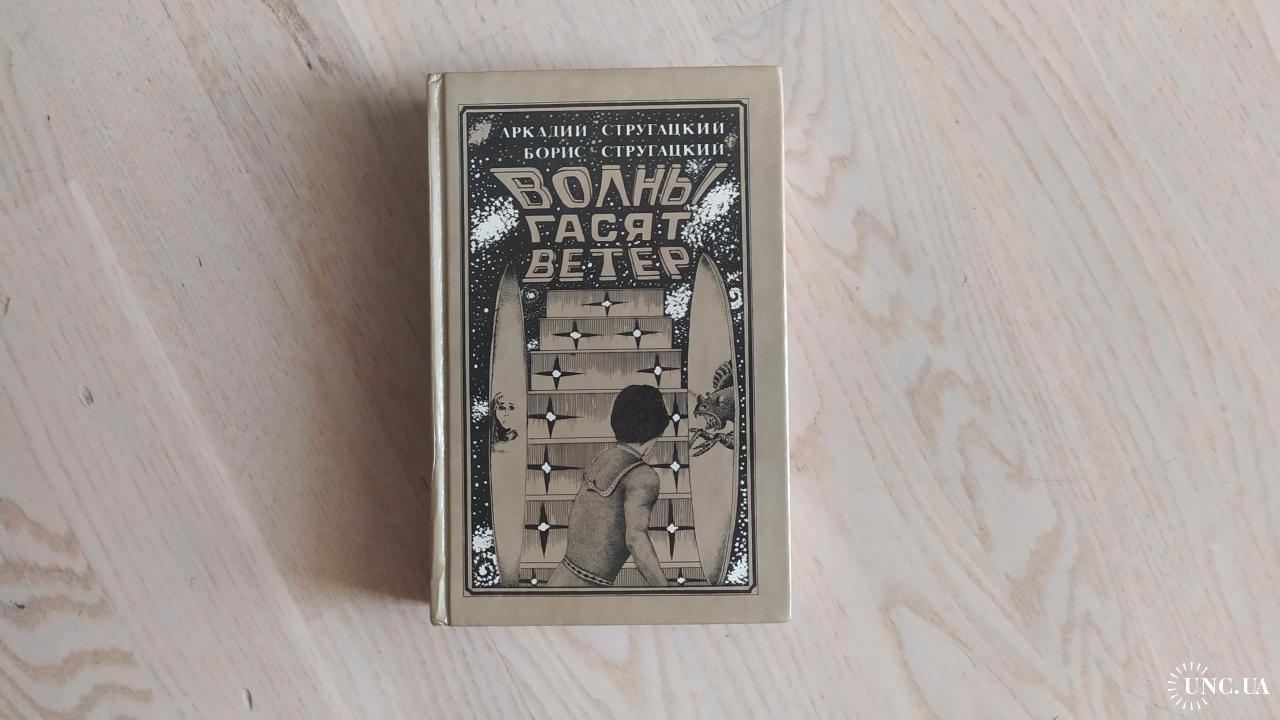 АРКАДИЙ СТРУГАЦКИЙ
БОРИС СТРУГАЦКИЙ
ВОЛНЫ
ГАСЯТ
ВЕТЕР
UNC.UA